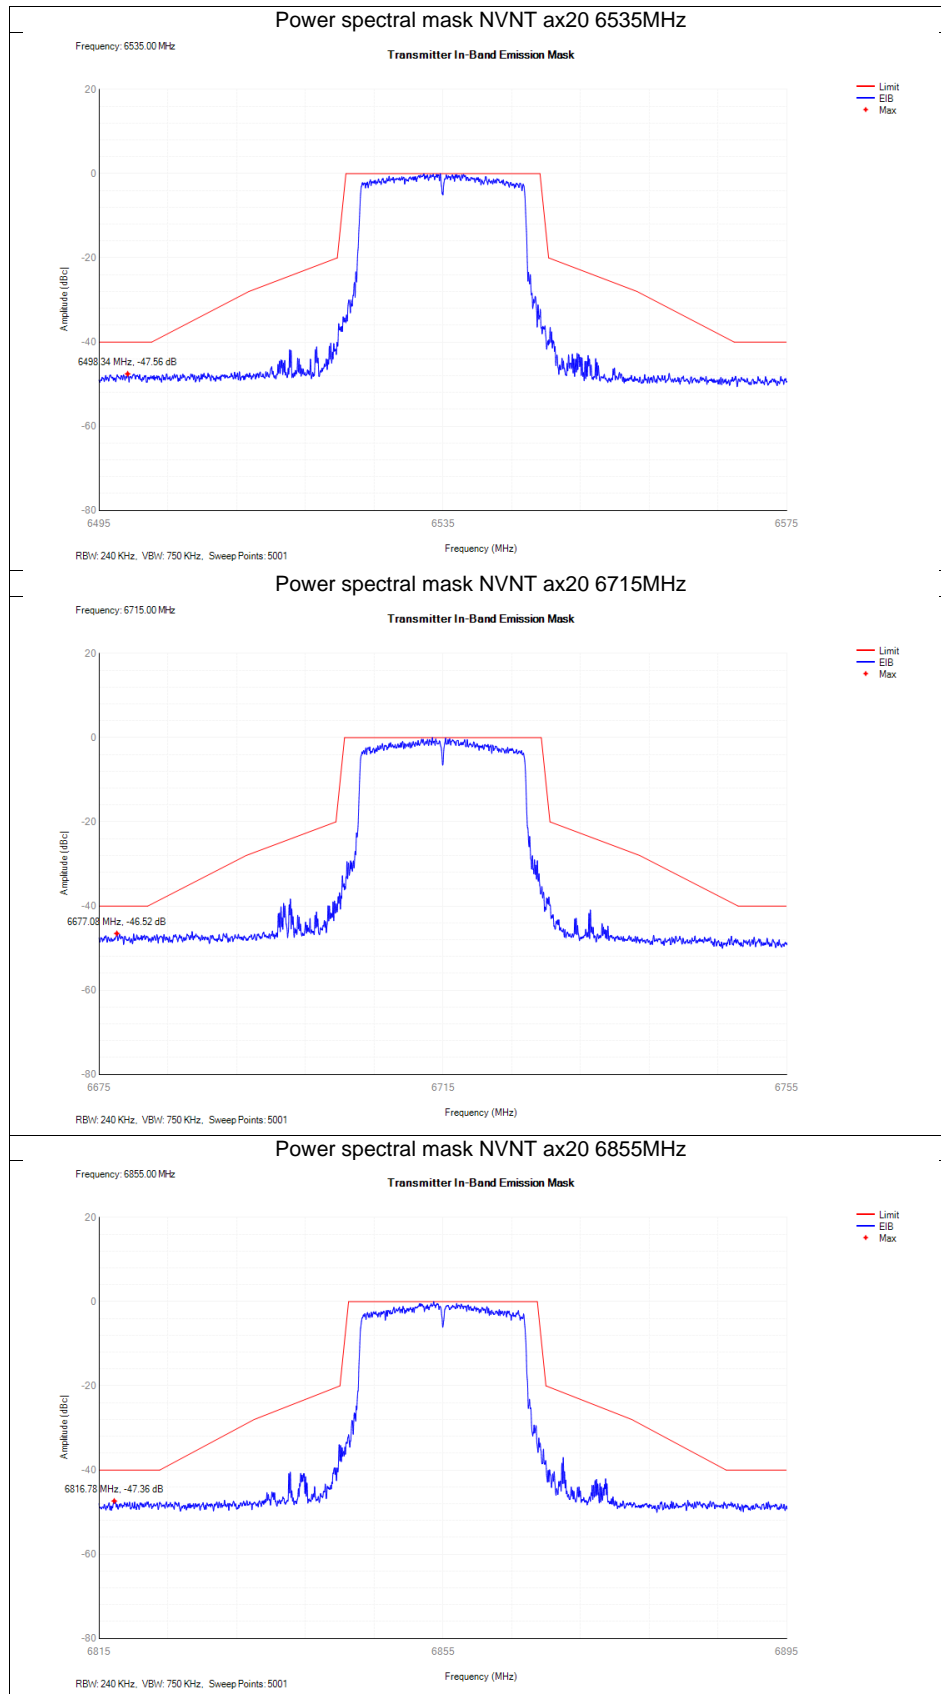 Power spectral mask NVNT ax20 6535MHz
Frequency: 6535.00 MHz
Transmitter In-Band Emission Mask
Limit
EIB
Max
20
0
-20
-40
-60
-80
Amplitude [dBc]
6498.34 MHz, -47.56 dB
6495
6535
6575
Frequency (MHz)
RBW: 240 KHz, VBW: 750 KHz, Sweep Points: 5001
Power spectral mask NVNT ax20 6715MHz
Frequency: 6715.00 MHz
Transmitter In-Band Emission Mask
Limit
EIB
Max
20
0
-20
-40
-60
-80
Amplitude [dBc]
6677.08 MHz, -46.52 dB
6675
6715
6755
Frequency (MHz)
RBW: 240 KHz, VBW: 750 KHz, Sweep Points: 5001
Power spectral mask NVNT ax20 6855MHz
Frequency: 6855.00 MHz
Transmitter In-Band Emission Mask
Limit
EIB
Max
20
0
-20
-40
-60
-80
Amplitude [dBc]
6816.78 MHz, -47.36 dB
6815
6855
6895
Frequency (MHz)
RBW: 240 KHz, VBW: 750 KHz, Sweep Points: 5001